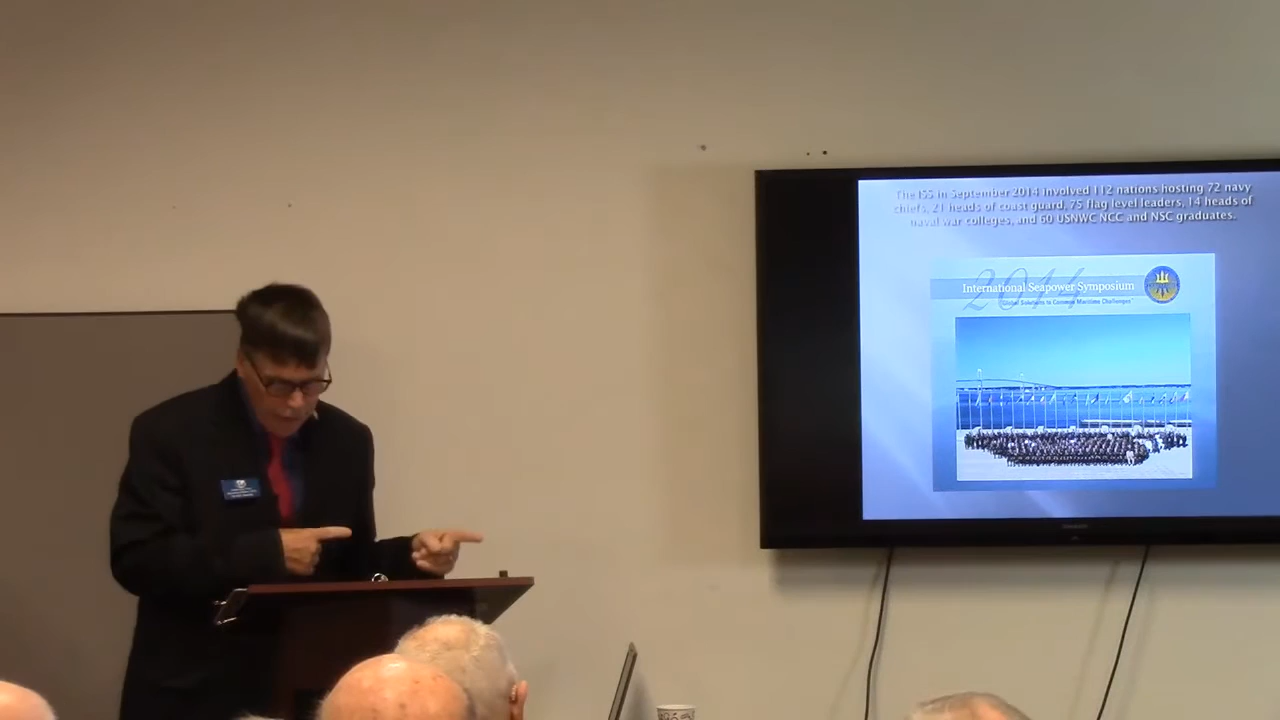 The ISS in September 2014 involved 112 nations hosting 72 navy
chiefs, 21 heads of coast guard, 75 flag level leaders, 14 heads of
naval war colleges, and 60 USNWC NCC and NSC graduates.
2014
International Seapower Symposium
"Global Solutions to Common Maritime Challenges"